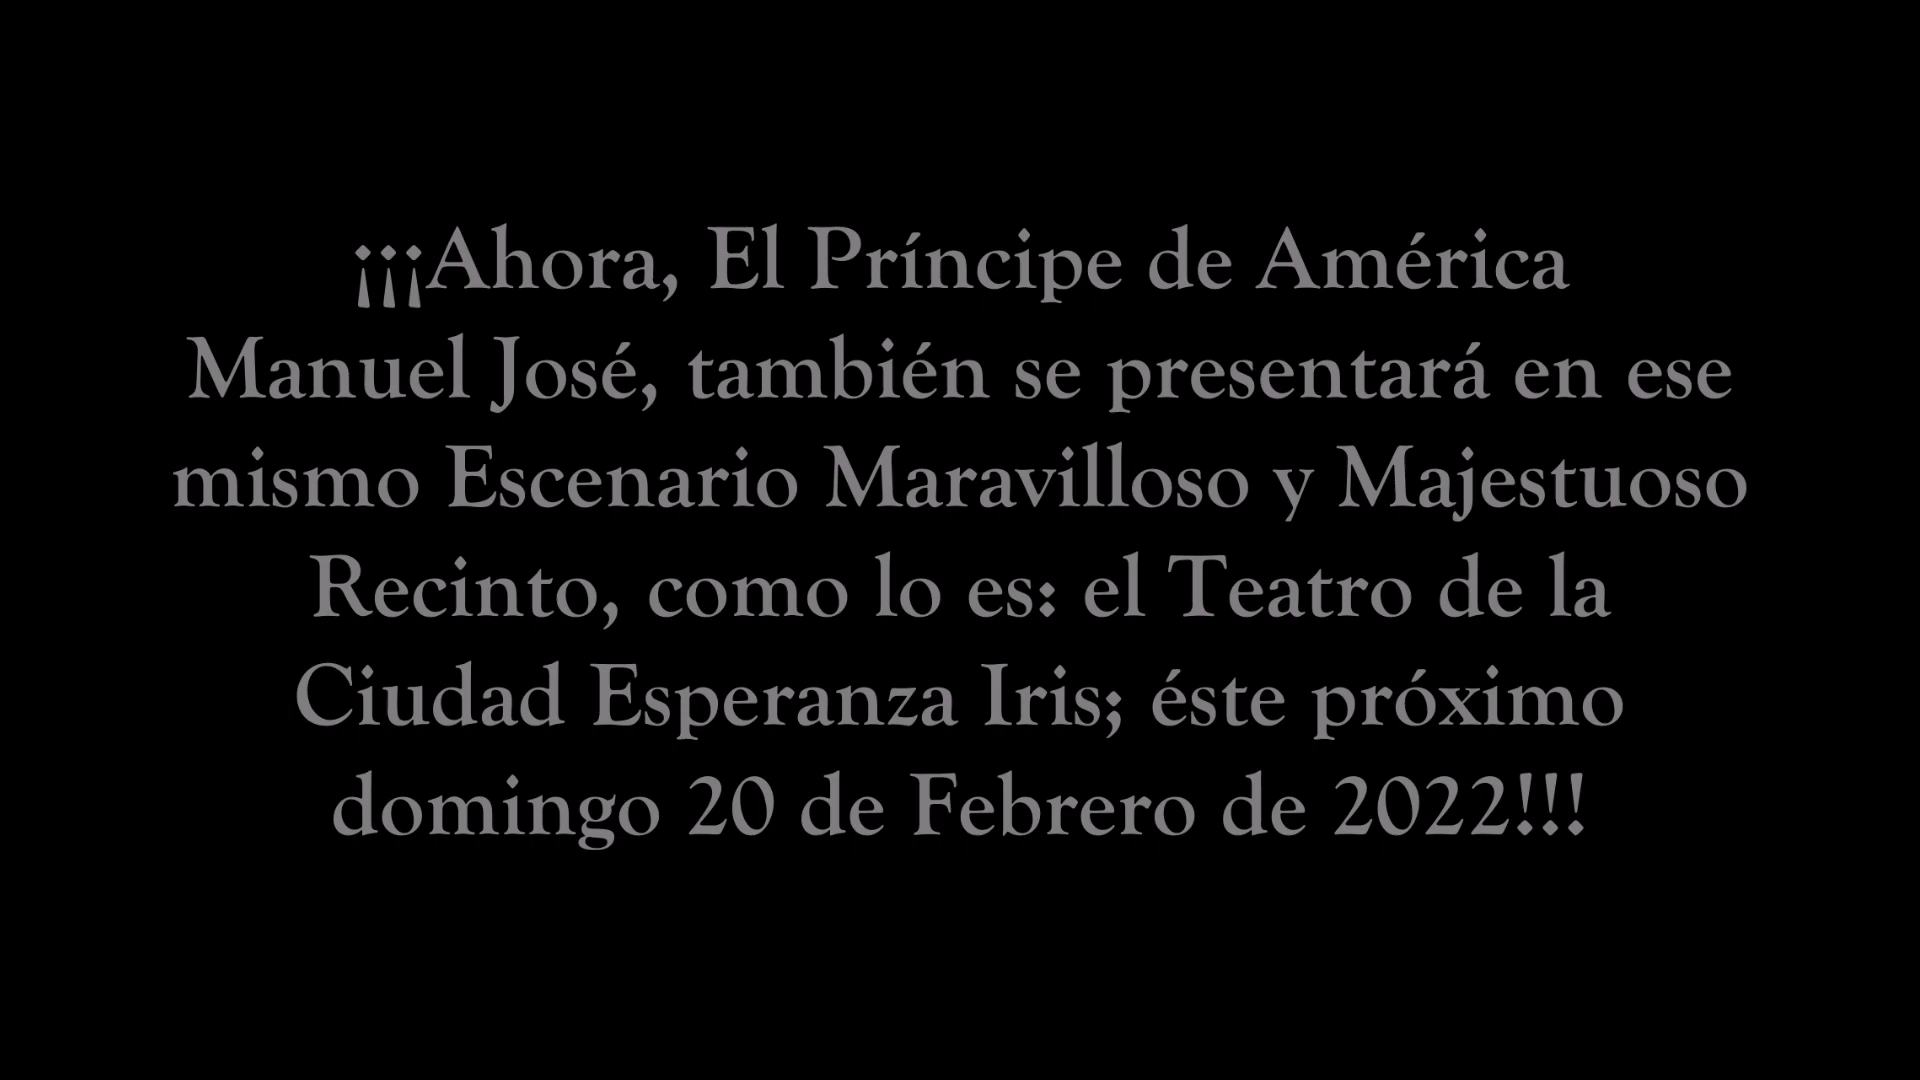 ¡¡¡Ahora, El Príncipe de América
Manuel José, también se presentará en ese
mismo Escenario Maravilloso y Majestuoso
Recinto, como lo es: el Teatro de la
Ciudad Esperanza Iris; éste próximo
domingo 20 de Febrero de 2022!!!